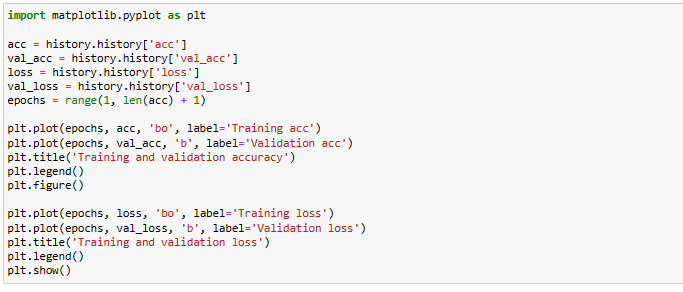 import matplotlib.pyplot as plt
acc = history.history['acc']
val_acc = history.history['val_acc']
loss = history.history['loss']
val_loss = history.history['val_loss']
epochs = range(1, len(acc) + 1)
plt.plot(epochs, acc, 'bo', label='Training acc')
plt.plot(epochs, val_acc, 'b', label='Validation acc')
plt.title('Training and validation accuracy')
plt.legend()
plt.figure()
plt.plot(epochs, loss, 'bo', label='Training loss')
plt.plot(epochs, val_loss, 'b', label='Validation loss')
plt.title('Training and validation loss')
plt.legend()
plt.show()